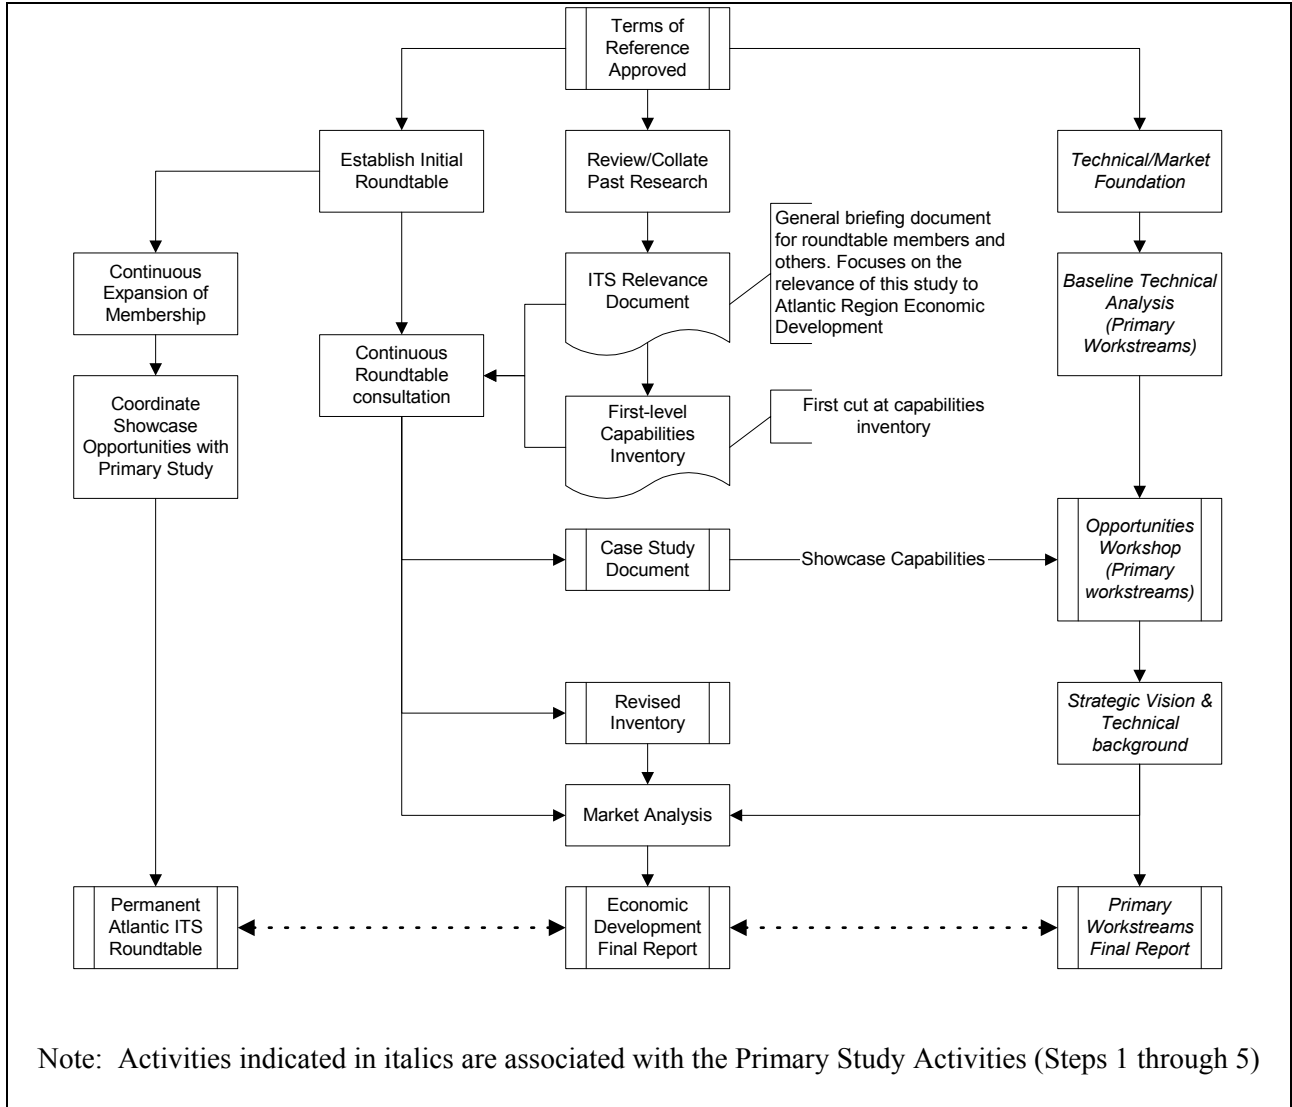 Terms of
Reference
Approved
Establish Initial
Roundtable
Review/Collate
Past Research
Technical/Market
Foundation
General briefing document
for roundtable members and
others. Focuses on the
relevance of this study to
Atlantic Region Economic
Development
Continuous
Expansion of
Membership
ITS Relevance
Document
Baseline Technical
Analysis
(Primary
Workstreams)
Continuous
Roundtable
consultation
Coordinate
Showcase
Opportunities with
Primary Study
First-level
Capabilities
Inventory
First cut at capabilities
inventory
Case Study
Document
Showcase Capabilities
Opportunities
Workshop
(Primary
workstreams)
Revised
Inventory
Strategic Vision &
Technical
background
Market Analysis
Permanent
Atlantic ITS
Roundtable
Economic
Development
Final Report
Primary
Workstreams
Final Report
Note: Activities indicated in italics are associated with the Primary Study Activities (Steps 1 through 5)